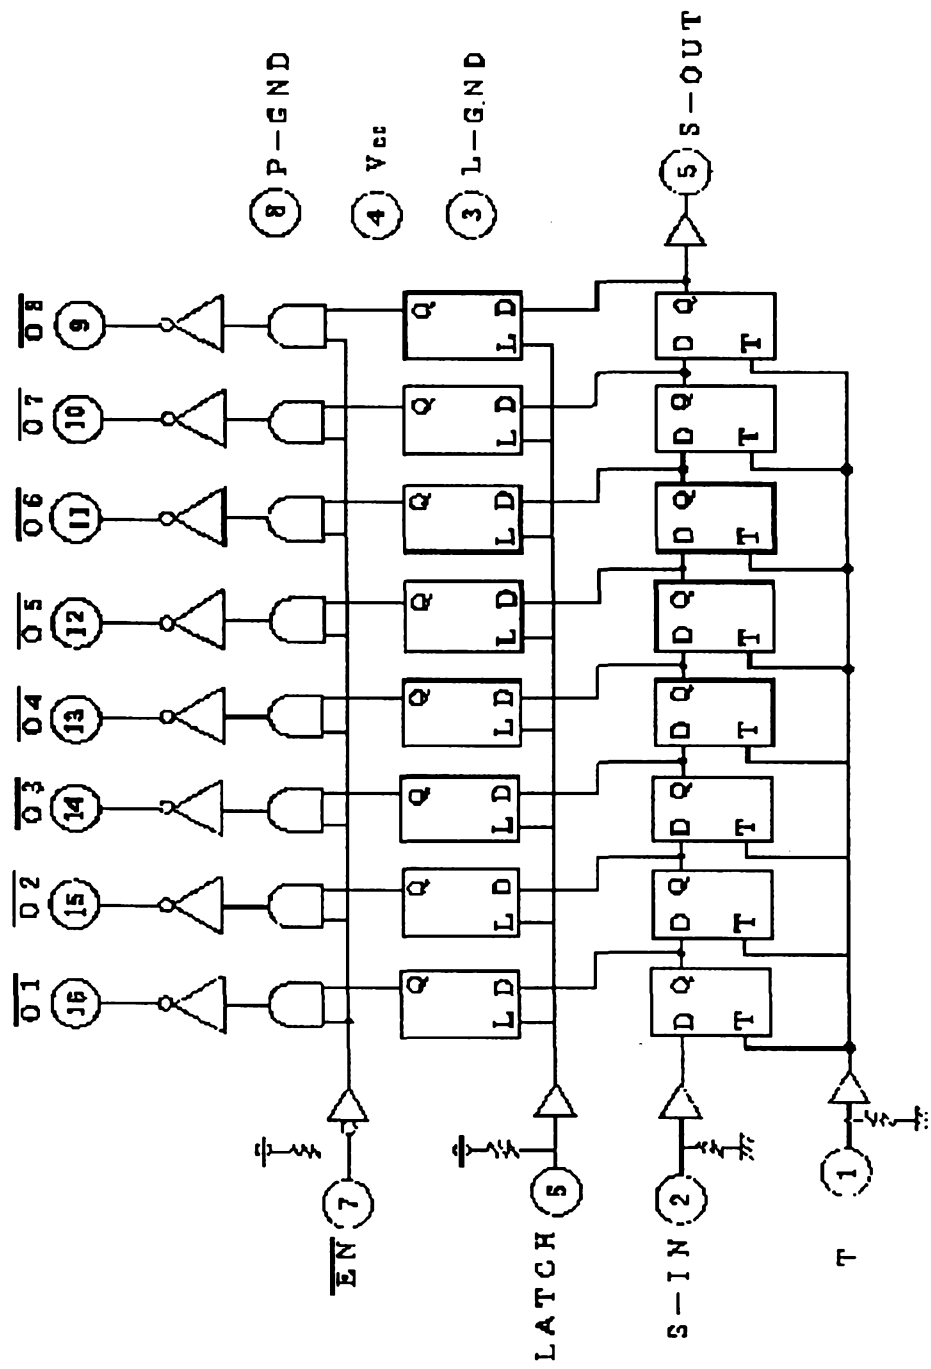 O1 O2 O3 O4 O5 O6 O7 O8
16 15 14 13 12 11 10 9
8 P-GND
4 Vcc
3 L-GND
EN 7
Q Q Q Q Q Q Q Q
L D L D L D L D L D L D L D L D
LATCH 5
S-IN 2
D Q D Q D Q D Q D Q D Q D Q D Q
5 S-OUT
T T T T T T T T
T 1